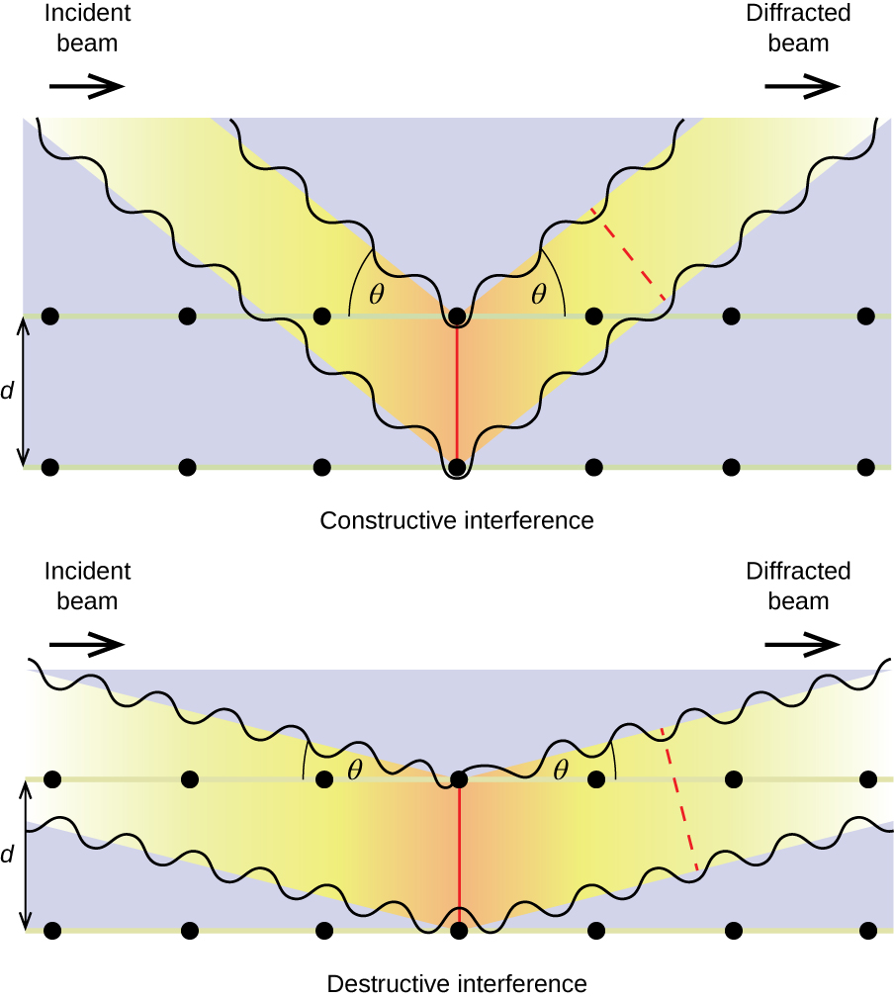 Incident
beam
Diffracted
beam
θ
θ
d
Constructive interference
Incident
beam
Diffracted
beam
θ
θ
d
Destructive interference